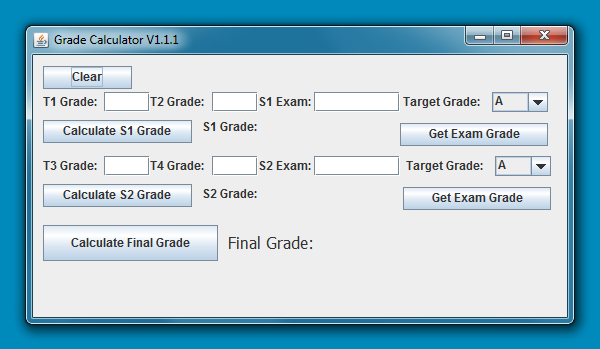 Grade Calculator V1.1.1
Clear
T1 Grade: T2 Grade: S1 Exam: Target Grade: A
Calculate S1 Grade S1 Grade: Get Exam Grade
T3 Grade: T4 Grade: S2 Exam: Target Grade: A
Calculate S2 Grade S2 Grade: Get Exam Grade
Calculate Final Grade Final Grade: